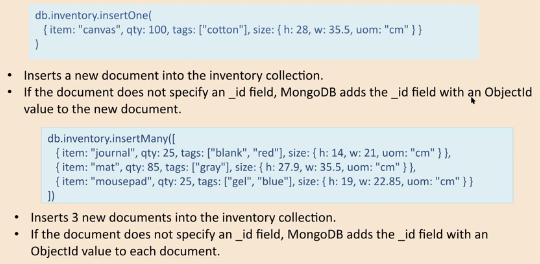 db.inventory.insertOne(
{ item: "canvas", qty: 100, tags: ["cotton"], size: { h: 28, w: 35.5, uom: "cm" } }
)
• Inserts a new document into the inventory collection.
• If the document does not specify an _id field, MongoDB adds the _id field with an ObjectId
value to the new document.
db.inventory.insertMany([
{ item: "journal", qty: 25, tags: ["blank", "red"], size: { h: 14, w: 21, uom: "cm" } },
{ item: "mat", qty: 85, tags: ["gray"], size: { h: 27.9, w: 35.5, uom: "cm" } },
{ item: "mousepad", qty: 25, tags: ["gel", "blue"], size: { h: 19, w: 22.85, uom: "cm" } }
])
• Inserts 3 new documents into the inventory collection.
• If the document does not specify an _id field, MongoDB adds the _id field with an
ObjectId value to each document.